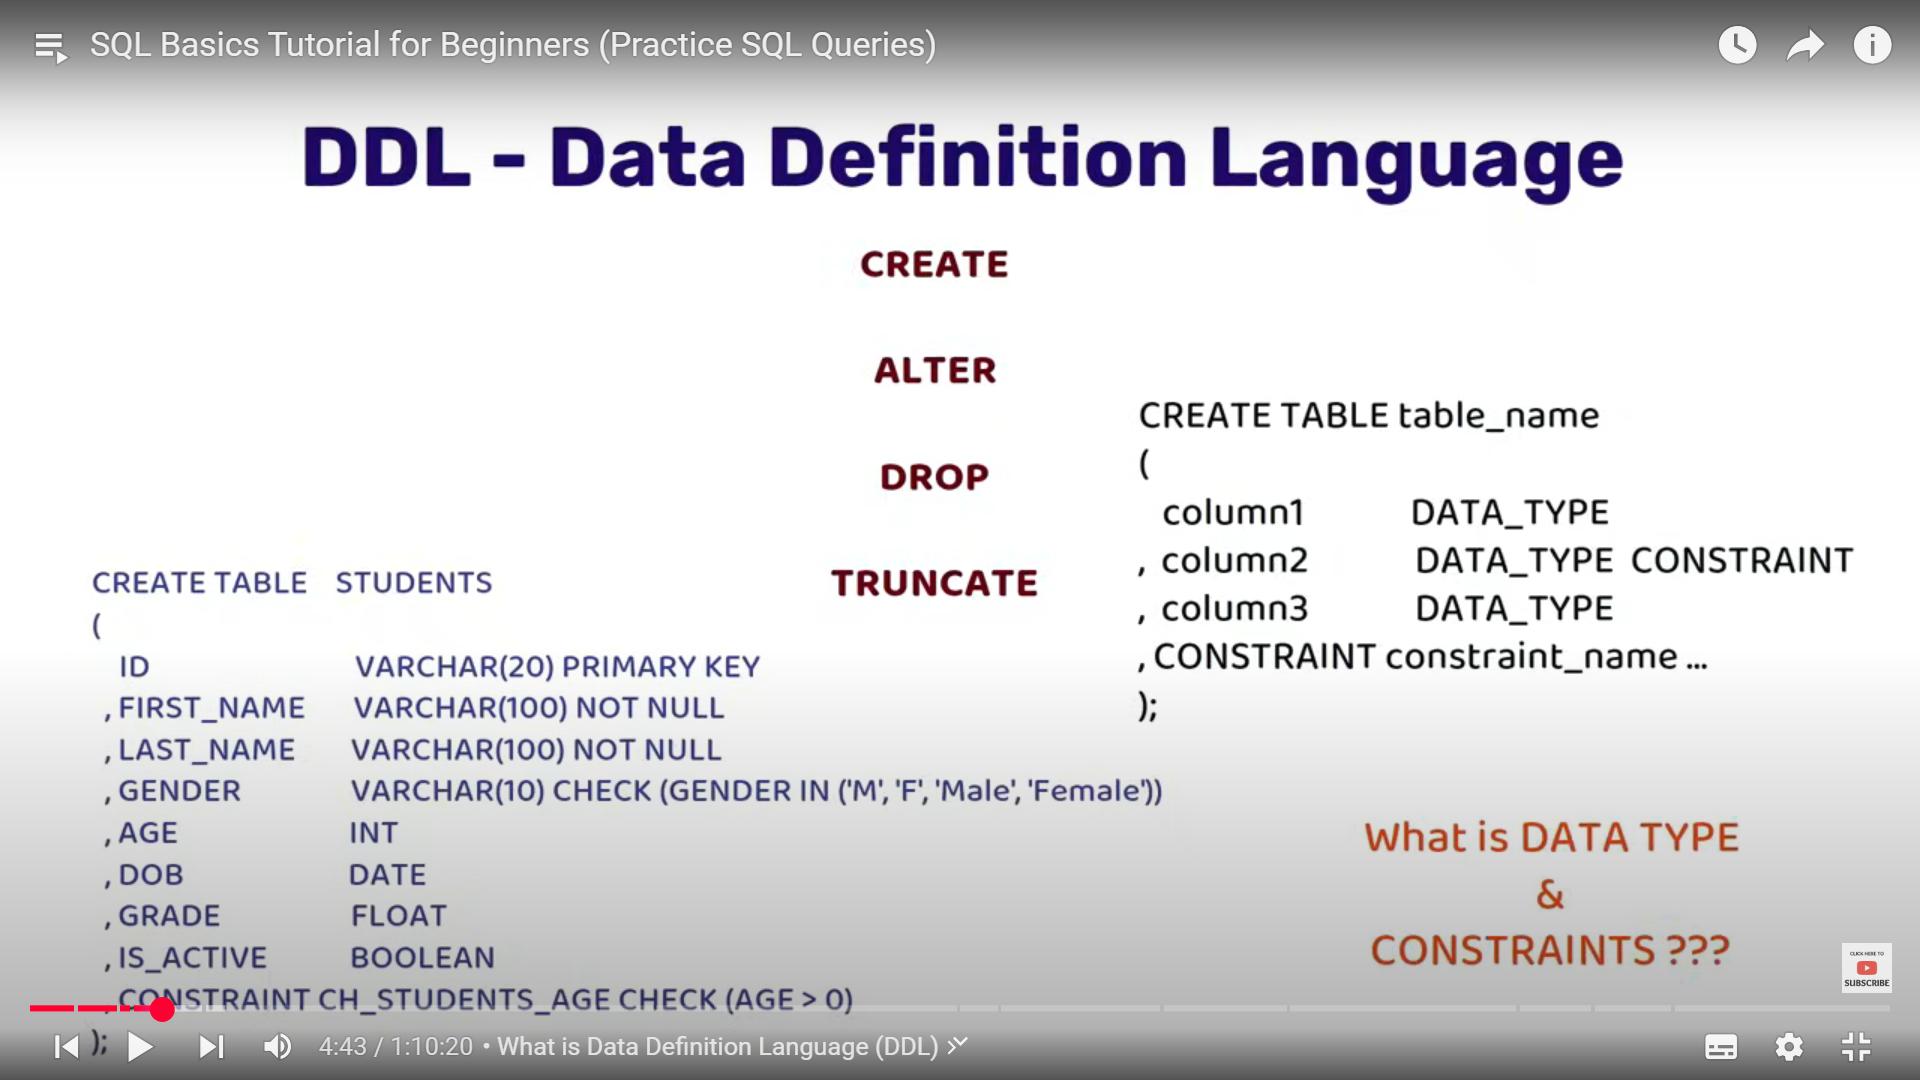 SQL Basics Tutorial for Beginners (Practice SQL Queries)
DDL - Data Definition Language
CREATE
ALTER
DROP
TRUNCATE
CREATE TABLE table_name
(
column1 DATA_TYPE
, column2 DATA_TYPE CONSTRAINT
, column3 DATA_TYPE
, CONSTRAINT constraint_name ...
);
CREATE TABLE STUDENTS
(
ID VARCHAR(20) PRIMARY KEY
, FIRST_NAME VARCHAR(100) NOT NULL
, LAST_NAME VARCHAR(100) NOT NULL
, GENDER VARCHAR(10) CHECK (GENDER IN ('M', 'F', 'Male', 'Female'))
, AGE INT
, DOB DATE
, GRADE FLOAT
, IS_ACTIVE BOOLEAN
, CONSTRAINT CH_STUDENTS_AGE CHECK (AGE > 0)
);
What is DATA TYPE
&
CONSTRAINTS ???
CLICK HERE TO
SUBSCRIBE
4:43 / 1:10:20 • What is Data Definition Language (DDL)